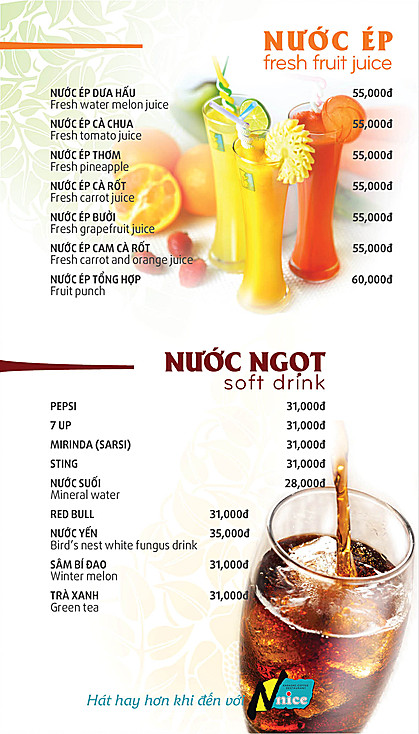 NƯỚC ÉP
fresh fruit juice
NƯỚC ÉP DƯA HẤU 55,000đ
Fresh water melon juice
NƯỚC ÉP CÀ CHUA 55,000đ
Fresh tomato juice
NƯỚC ÉP THƠM 55,000đ
Fresh pineapple
NƯỚC ÉP CÀ RỐT 55,000đ
Fresh carrot juice
NƯỚC ÉP BƯỞI 55,000đ
Fresh grapefruit juice
NƯỚC ÉP CAM CÀ RỐT 55,000đ
Fresh carrot and orange juice
NƯỚC ÉP TỔNG HỢP 60,000đ
Fruit punch
NƯỚC NGỌT
soft drink
PEPSI 31,000đ
7 UP 31,000đ
MIRINDA (SARSI) 31,000đ
STING 31,000đ
NƯỚC SUỐI 28,000đ
Mineral water
RED BULL 31,000đ
NƯỚC YẾN 35,000đ
Bird's nest white fungus drink
SÂM BÍ ĐAO 31,000đ
Winter melon
TRÀ XANH 31,000đ
Green tea
Hát hay hơn khi đến với Nnice